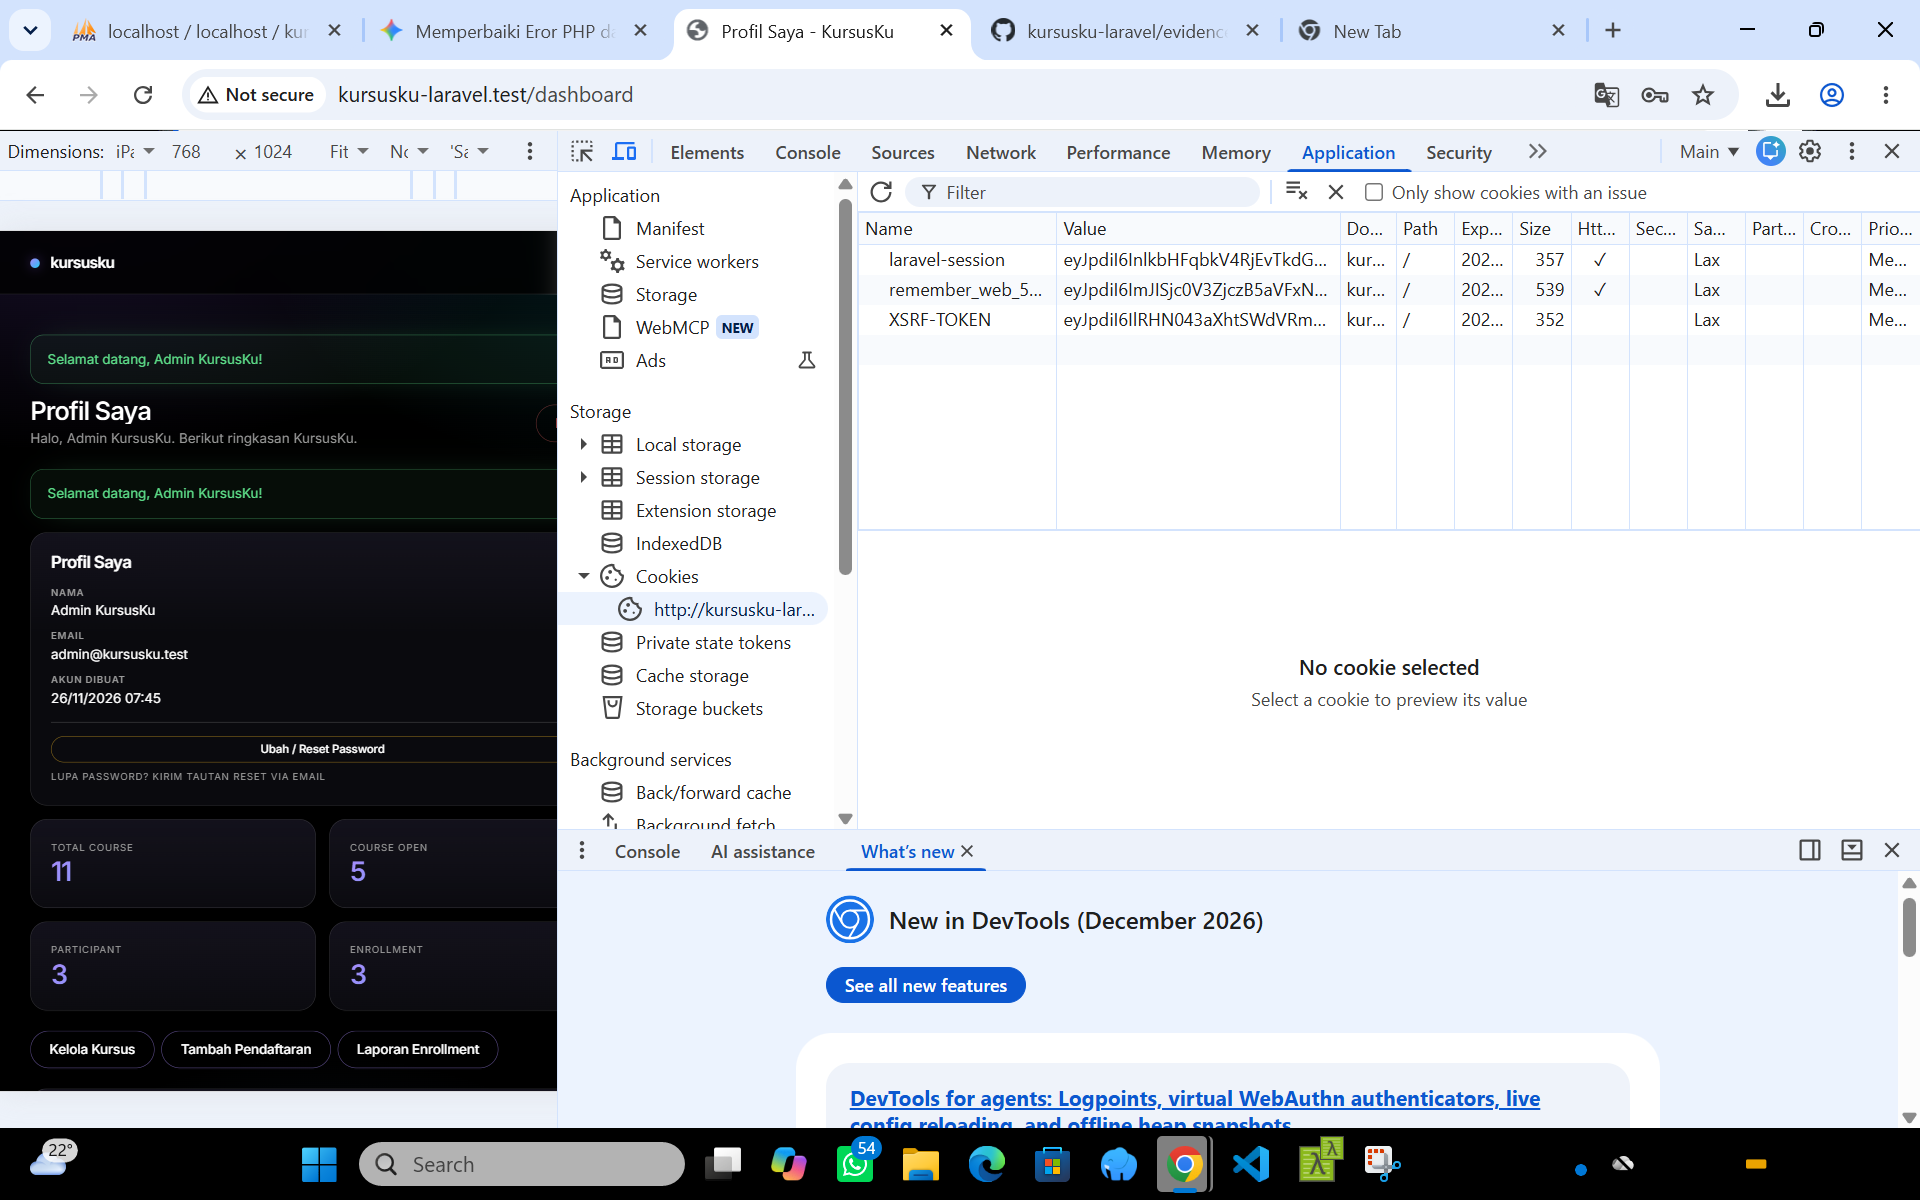 localhost / localhost / kur
Memperbaiki Eror PHP da
Profil Saya - KursusKu
kursusku-laravel/evidenc
New Tab
Not secure
kursusku-laravel.test/dashboard
Dimensions: iPa 768 × 1024 Fit No 'Sa
Elements Console Sources Network Performance Memory Application Security
Main
kursusku
Selamat datang, Admin KursusKu!
Profil Saya
Halo, Admin KursusKu. Berikut ringkasan KursusKu.
Selamat datang, Admin KursusKu!
Profil Saya
NAMA
Admin KursusKu
EMAIL
admin@kursusku.test
AKUN DIBUAT
26/11/2026 07:45
Ubah / Reset Password
LUPA PASSWORD? KIRIM TAUTAN RESET VIA EMAIL
TOTAL COURSE
11
COURSE OPEN
5
PARTICIPANT
3
ENROLLMENT
3
Kelola Kursus
Tambah Pendaftaran
Laporan Enrollment
Application
Manifest
Service workers
Storage
WebMCP NEW
Ads
Storage
Local storage
Session storage
Extension storage
IndexedDB
Cookies
http://kursusku-lar...
Private state tokens
Cache storage
Storage buckets
Background services
Back/forward cache
Background fetch
Filter
Only show cookies with an issue
Name Value Do... Path Exp... Size Htt... Sec... Sa... Part... Cro... Prio...
laravel-session eyJpdiI6InlkbHFqbkV4RjEvTkdG... kur... / 202... 357 ✓ Lax Me...
remember_web_5... eyJpdiI6ImJlSjc0V3ZjczB5aVFxN... kur... / 202... 539 ✓ Lax Me...
XSRF-TOKEN eyJpdiI6IlRHN043aXhtSWdVRm... kur... / 202... 352 Lax Me...
No cookie selected
Select a cookie to preview its value
Console AI assistance What's new
New in DevTools (December 2026)
See all new features
DevTools for agents: Logpoints, virtual WebAuthn authenticators, live
config reloading, and offline heap snapshots
22°
Search
54